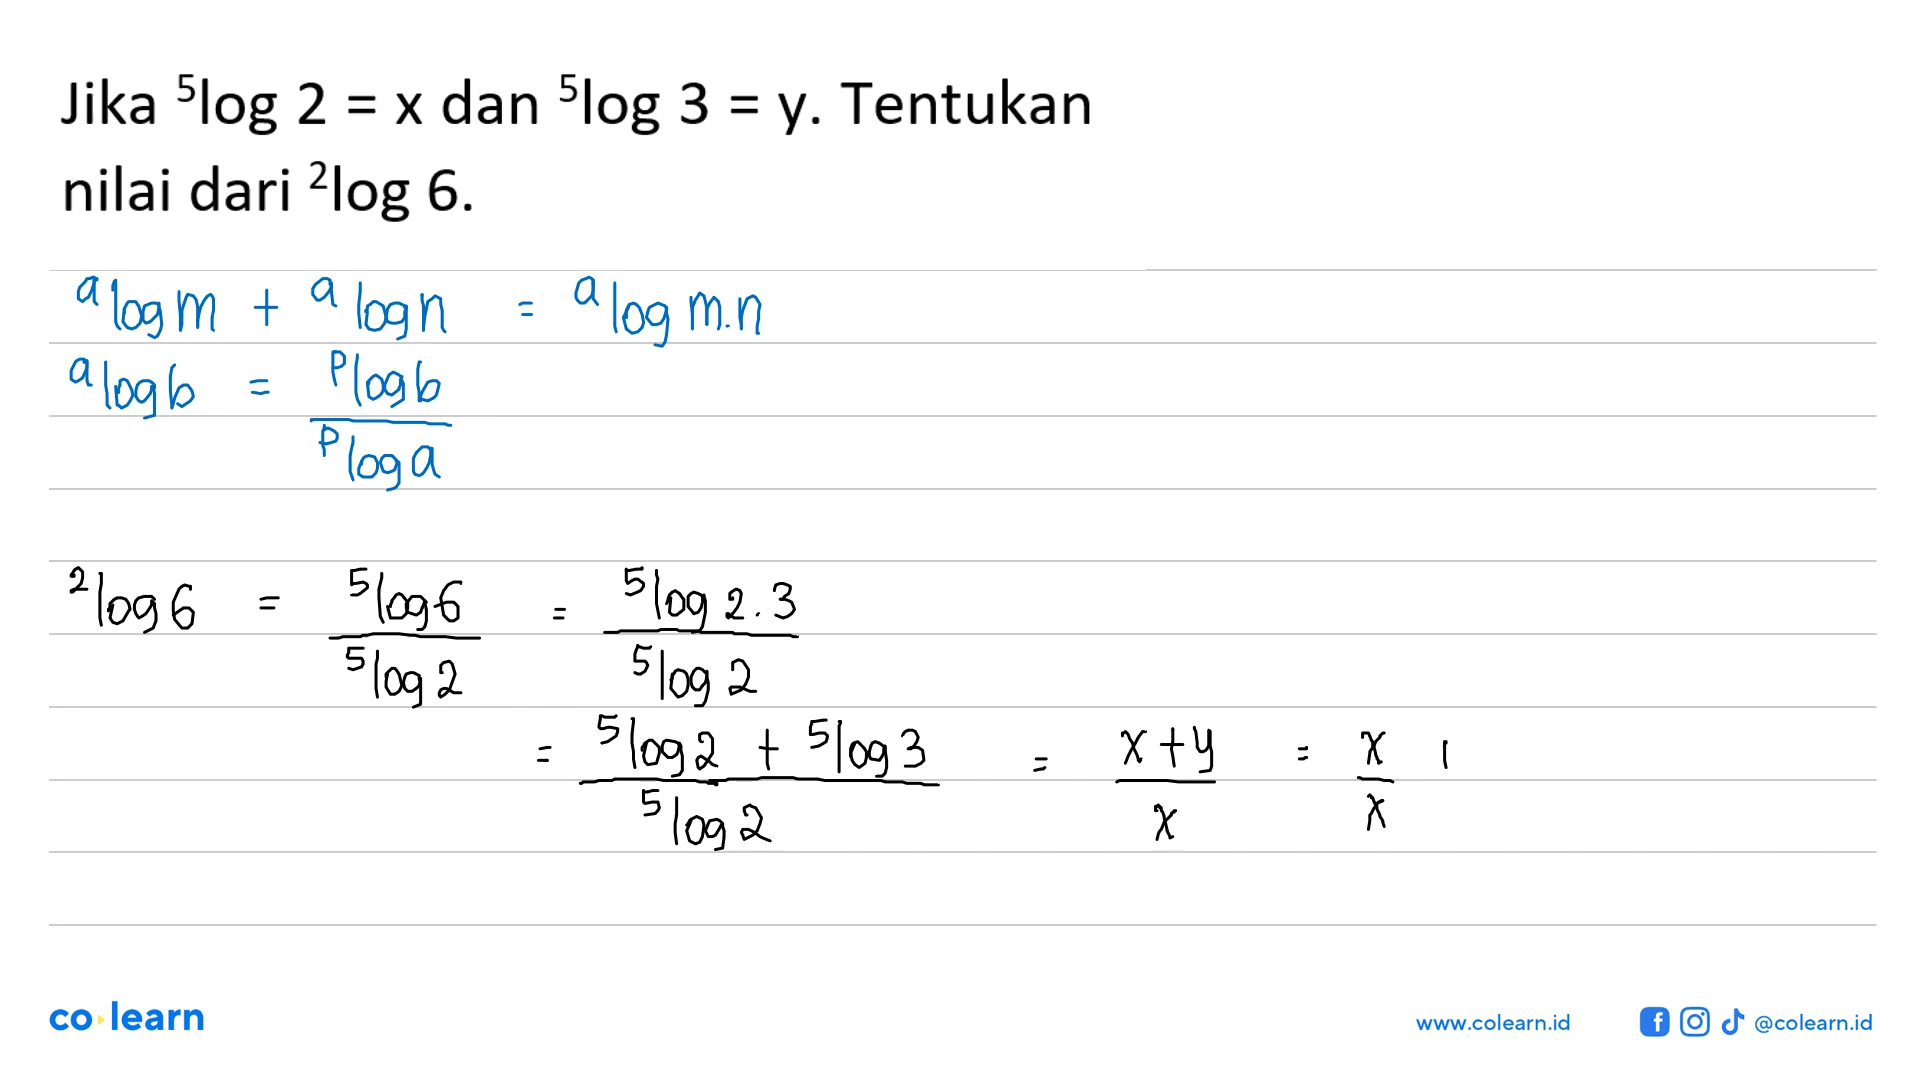 Jika ⁵log 2 = x dan ⁵log 3 = y. Tentukan
nilai dari ²log 6.
ᵃlog m + ᵃlog n = ᵃlog m.n
ᵃlog b = ᵖlog b / ᵖlog a
²log 6 = ⁵log 6 / ⁵log 2 = ⁵log 2.3 / ⁵log 2
= ⁵log 2 + ⁵log 3 / ⁵log 2 = x+y / x = x / x
co learn
www.colearn.id @colearn.id